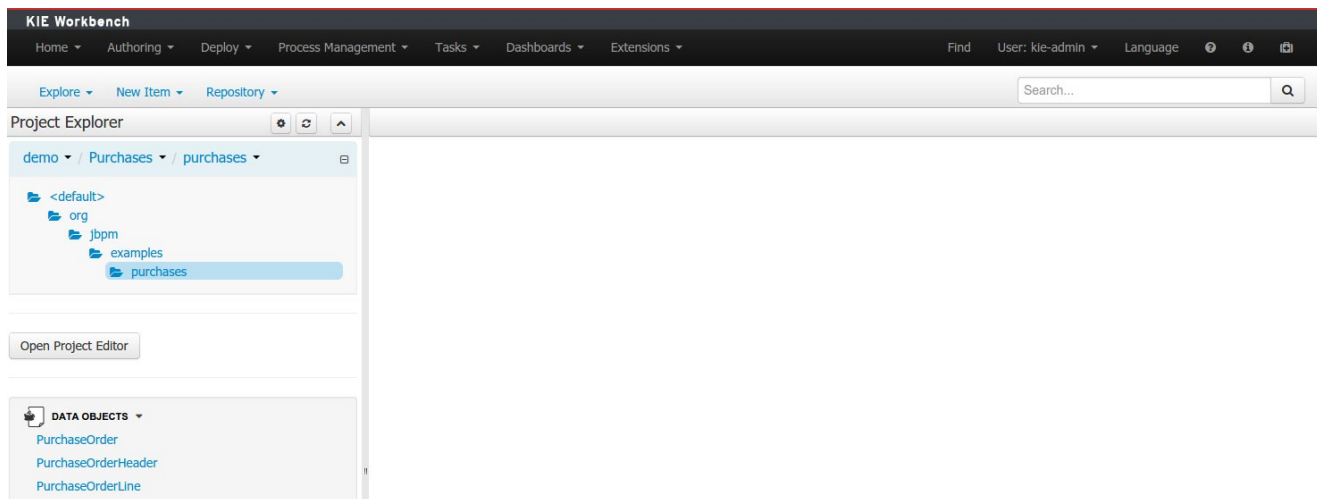 KIE Workbench
Home Authoring Deploy Process Management Tasks Dashboards Extensions Find User: kie-admin Language
Explore New Item Repository Search...
Project Explorer
demo / Purchases / purchases
<default>
org
jbpm
examples
purchases
Open Project Editor
DATA OBJECTS
PurchaseOrder
PurchaseOrderHeader
PurchaseOrderLine